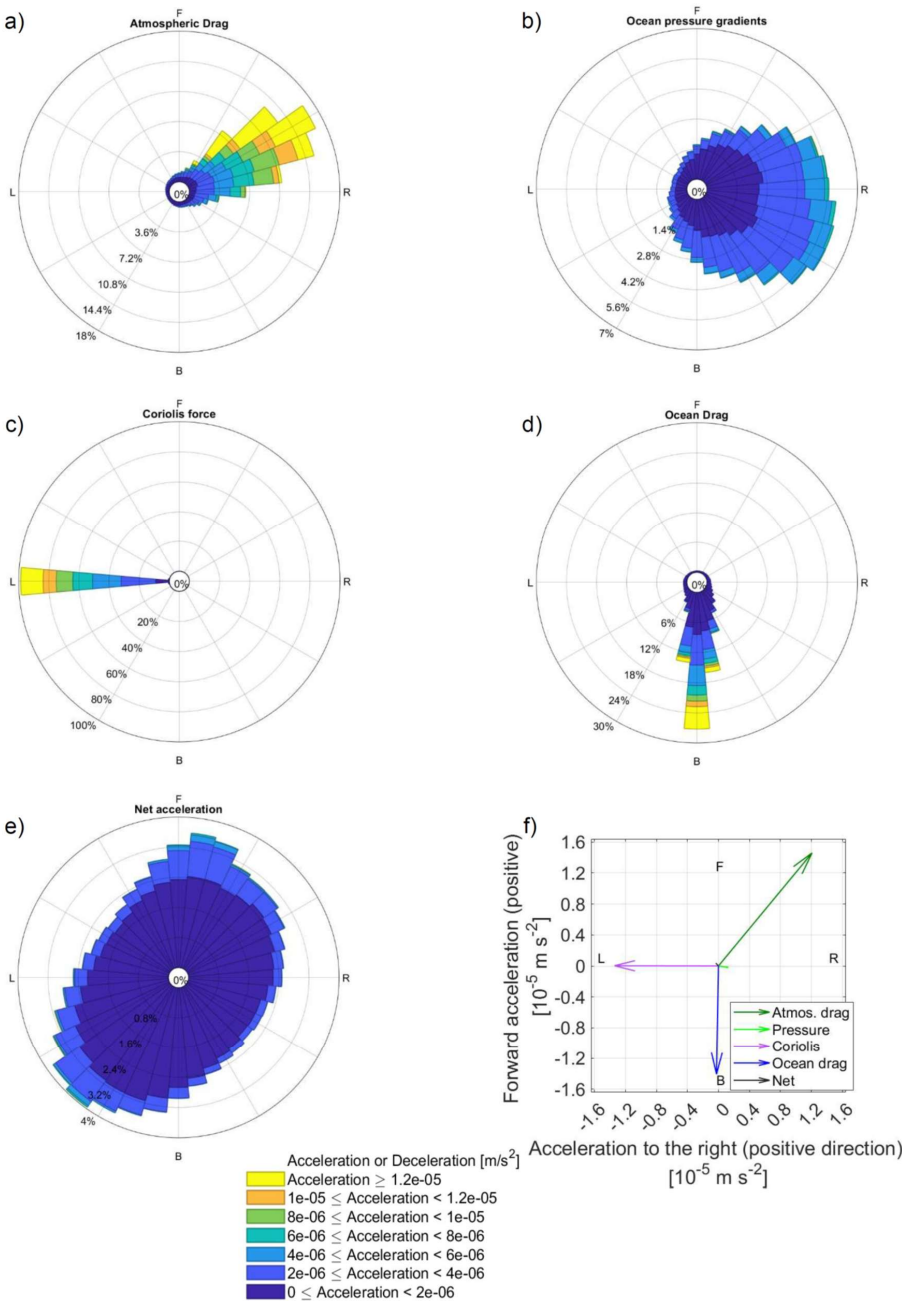 a)
F
Atmospheric Drag
L
R
0%
3.6%
7.2%
10.8%
14.4%
18%
B
b)
F
Ocean pressure gradients
L
R
0%
1.4%
2.8%
4.2%
5.6%
7%
B
c)
F
Coriolis force
L
R
0%
20%
40%
60%
80%
100%
B
d)
F
Ocean Drag
L
R
0%
6%
12%
18%
24%
30%
B
e)
F
Net acceleration
L
R
0%
0.8%
1.6%
2.4%
3.2%
4%
B
f)
Forward acceleration (positive)
[10⁻⁵ m s⁻²]
1.6
1.2
0.8
0.4
0
-0.4
-0.8
-1.2
-1.6
F
L
R
B
Atmos. drag
Pressure
Coriolis
Ocean drag
Net
-1.6 -1.2 -0.8 -0.4 0 0.4 0.8 1.2 1.6
Acceleration to the right (positive direction)
[10⁻⁵ m s⁻²]
Acceleration or Deceleration [m/s²]
Acceleration ≥ 1.2e-05
1e-05 ≤ Acceleration < 1.2e-05
8e-06 ≤ Acceleration < 1e-05
6e-06 ≤ Acceleration < 8e-06
4e-06 ≤ Acceleration < 6e-06
2e-06 ≤ Acceleration < 4e-06
0 ≤ Acceleration < 2e-06